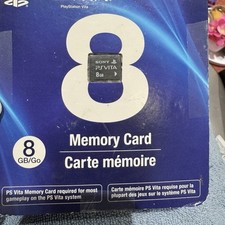 PlayStation Vita
8
SONY
PSVITA
8GB
8
GB/Go
Memory Card
Carte mémoire
PS Vita Memory Card required for most
gameplay on the PS Vita system
Carte mémoire PS Vita requise pour la
plupart des jeux sur le système PS Vita